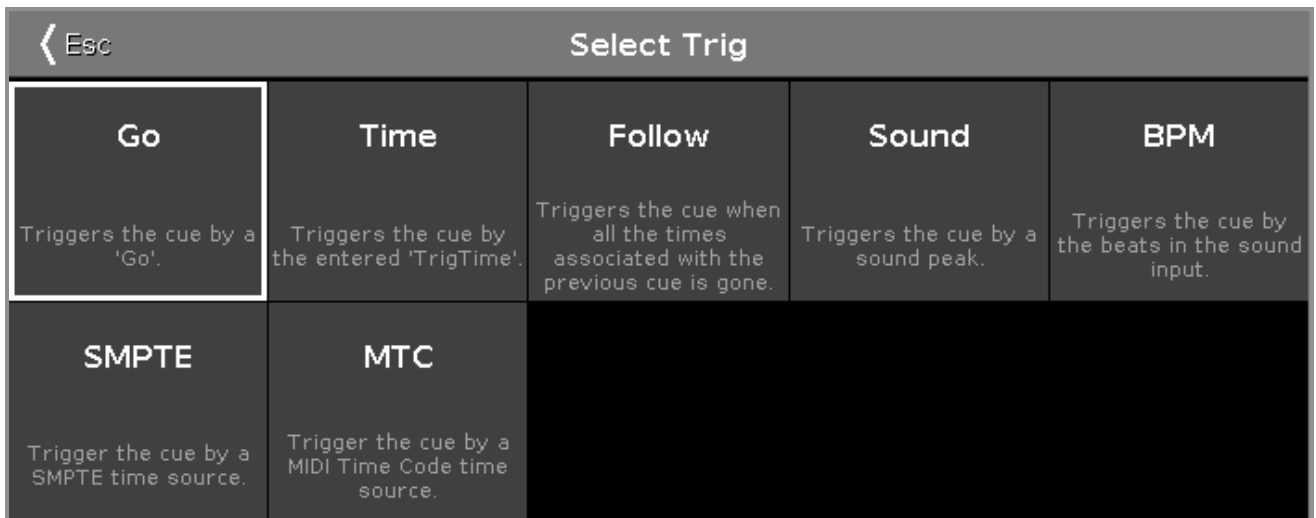 Esc
Select Trig
Go
Triggers the cue by a
'Go'.
Time
Triggers the cue by
the entered 'TrigTime'.
Follow
Triggers the cue when
all the times
associated with the
previous cue is gone.
Sound
Triggers the cue by a
sound peak.
BPM
Triggers the cue by
the beats in the sound
input.
SMPTE
Trigger the cue by a
SMPTE time source.
MTC
Trigger the cue by a
MIDI Time Code time
source.